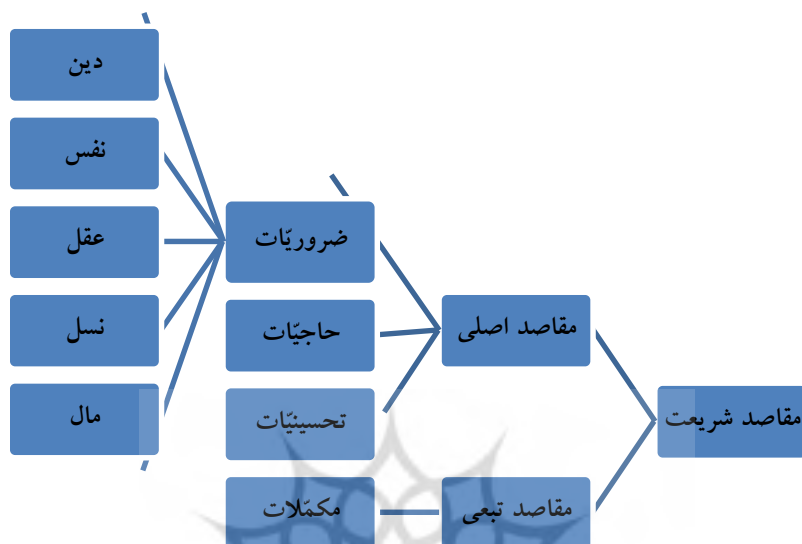 مقاصد شریعت
مقاصد اصلی
ضروریّات
دین
نفس
عقل
نسل
مال
حاجیّات
تحسینیّات
مقاصد تبعی
مکمّلات